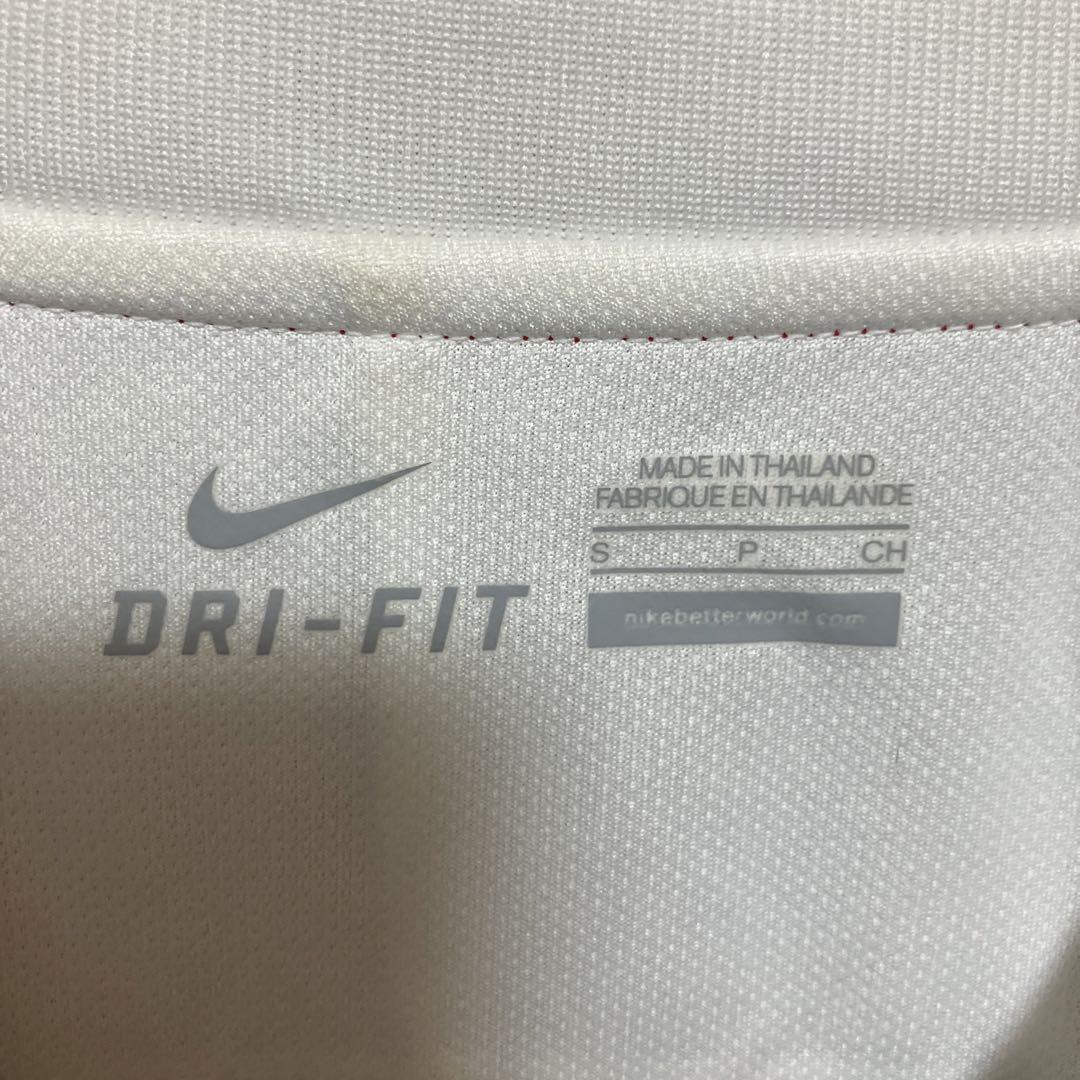 DRI-FIT
MADE IN THAILAND
FABRIQUE EN THAILANDE
S P CH
nikebetterworld.com